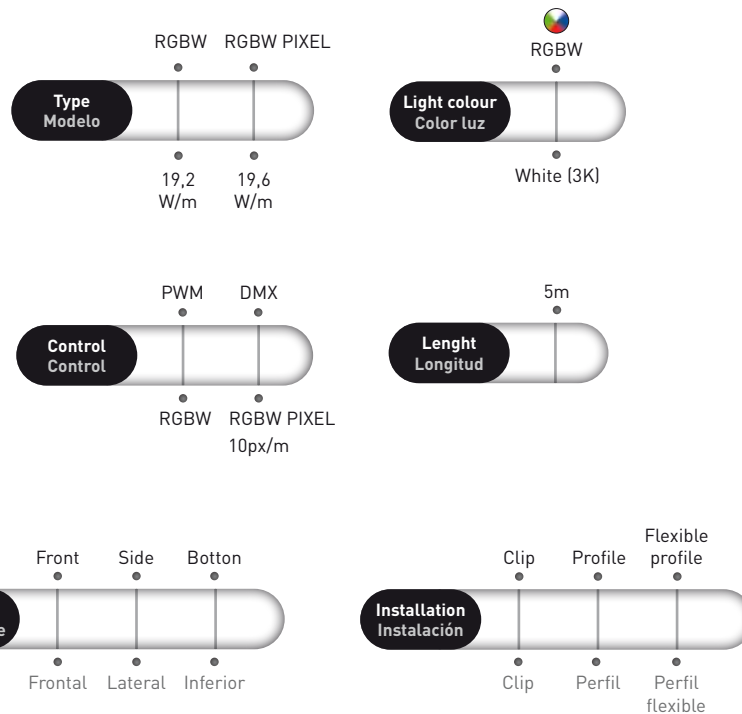 RGBW RGBW PIXEL
Type
Modelo
19,2 19,6
W/m W/m
RGBW
Light colour
Color luz
White (3K)
PWM DMX
Control
Control
RGBW RGBW PIXEL
10px/m
5m
Lenght
Longitud
Front Side Botton
Frontal Lateral Inferior
Flexible
Clip Profile profile
Installation
Instalación
Clip Perfil Perfil
flexible